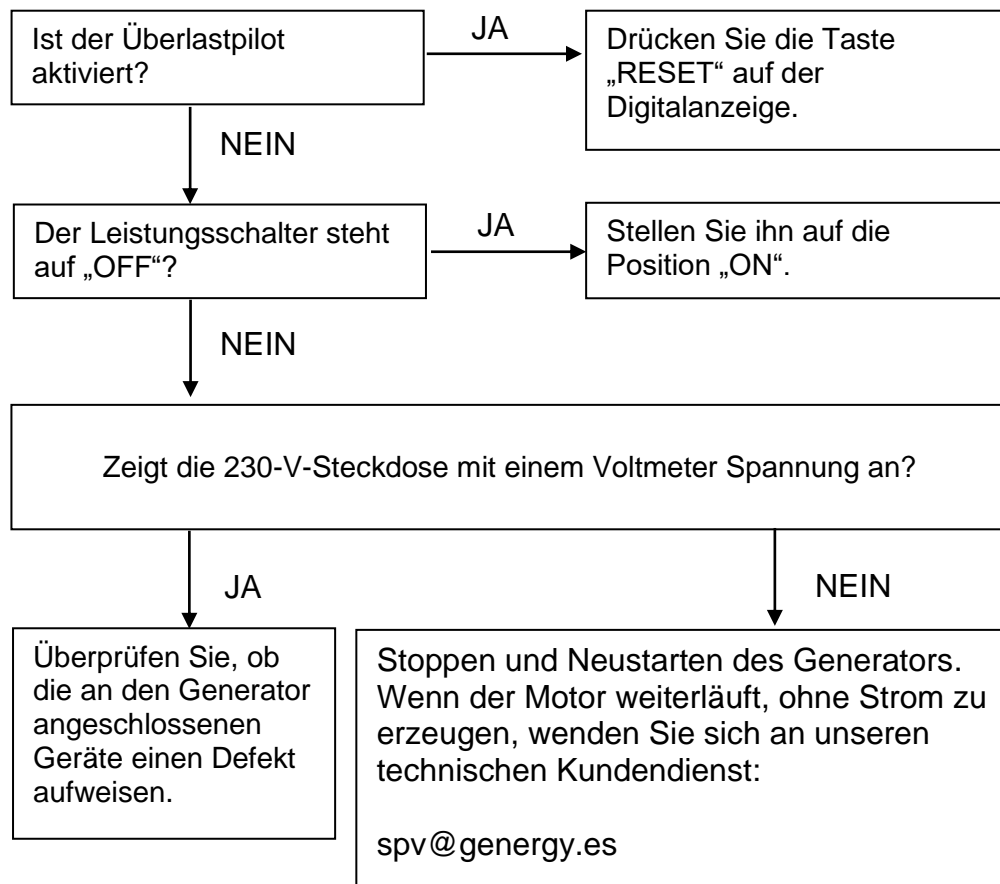 Ist der Überlastpilot
aktiviert?
JA
Drücken Sie die Taste
„RESET“ auf der
Digitalanzeige.
NEIN
Der Leistungsschalter steht
auf „OFF“?
JA
Stellen Sie ihn auf die
Position „ON“.
NEIN
Zeigt die 230-V-Steckdose mit einem Voltmeter Spannung an?
JA
NEIN
Überprüfen Sie, ob
die an den Generator
angeschlossenen
Geräte einen Defekt
aufweisen.
Stoppen und Neustarten des Generators.
Wenn der Motor weiterläuft, ohne Strom zu
erzeugen, wenden Sie sich an unseren
technischen Kundendienst:
spv@genergy.es